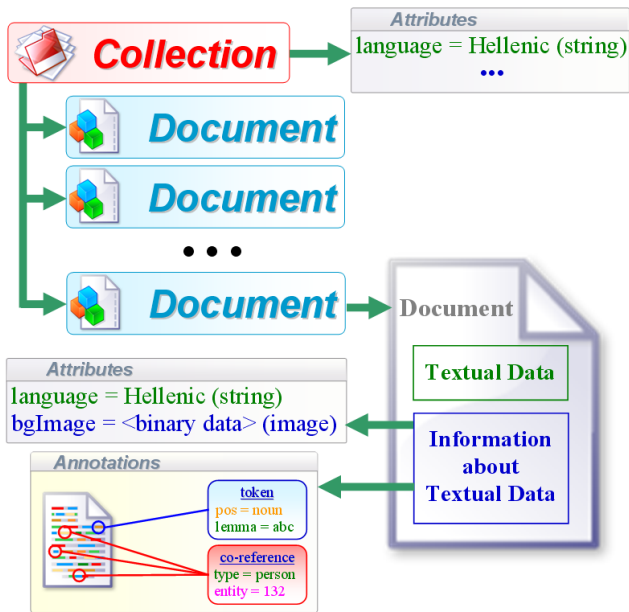 Attributes
Collection
language = Hellenic (string)
...
Document
Document
...
Document
Document
Textual Data
Attributes
language = Hellenic (string)
bgImage = <binary data> (image)
Information
about
Textual Data
Annotations
token
pos = noun
lemma = abc
co-reference
type = person
entity = 132